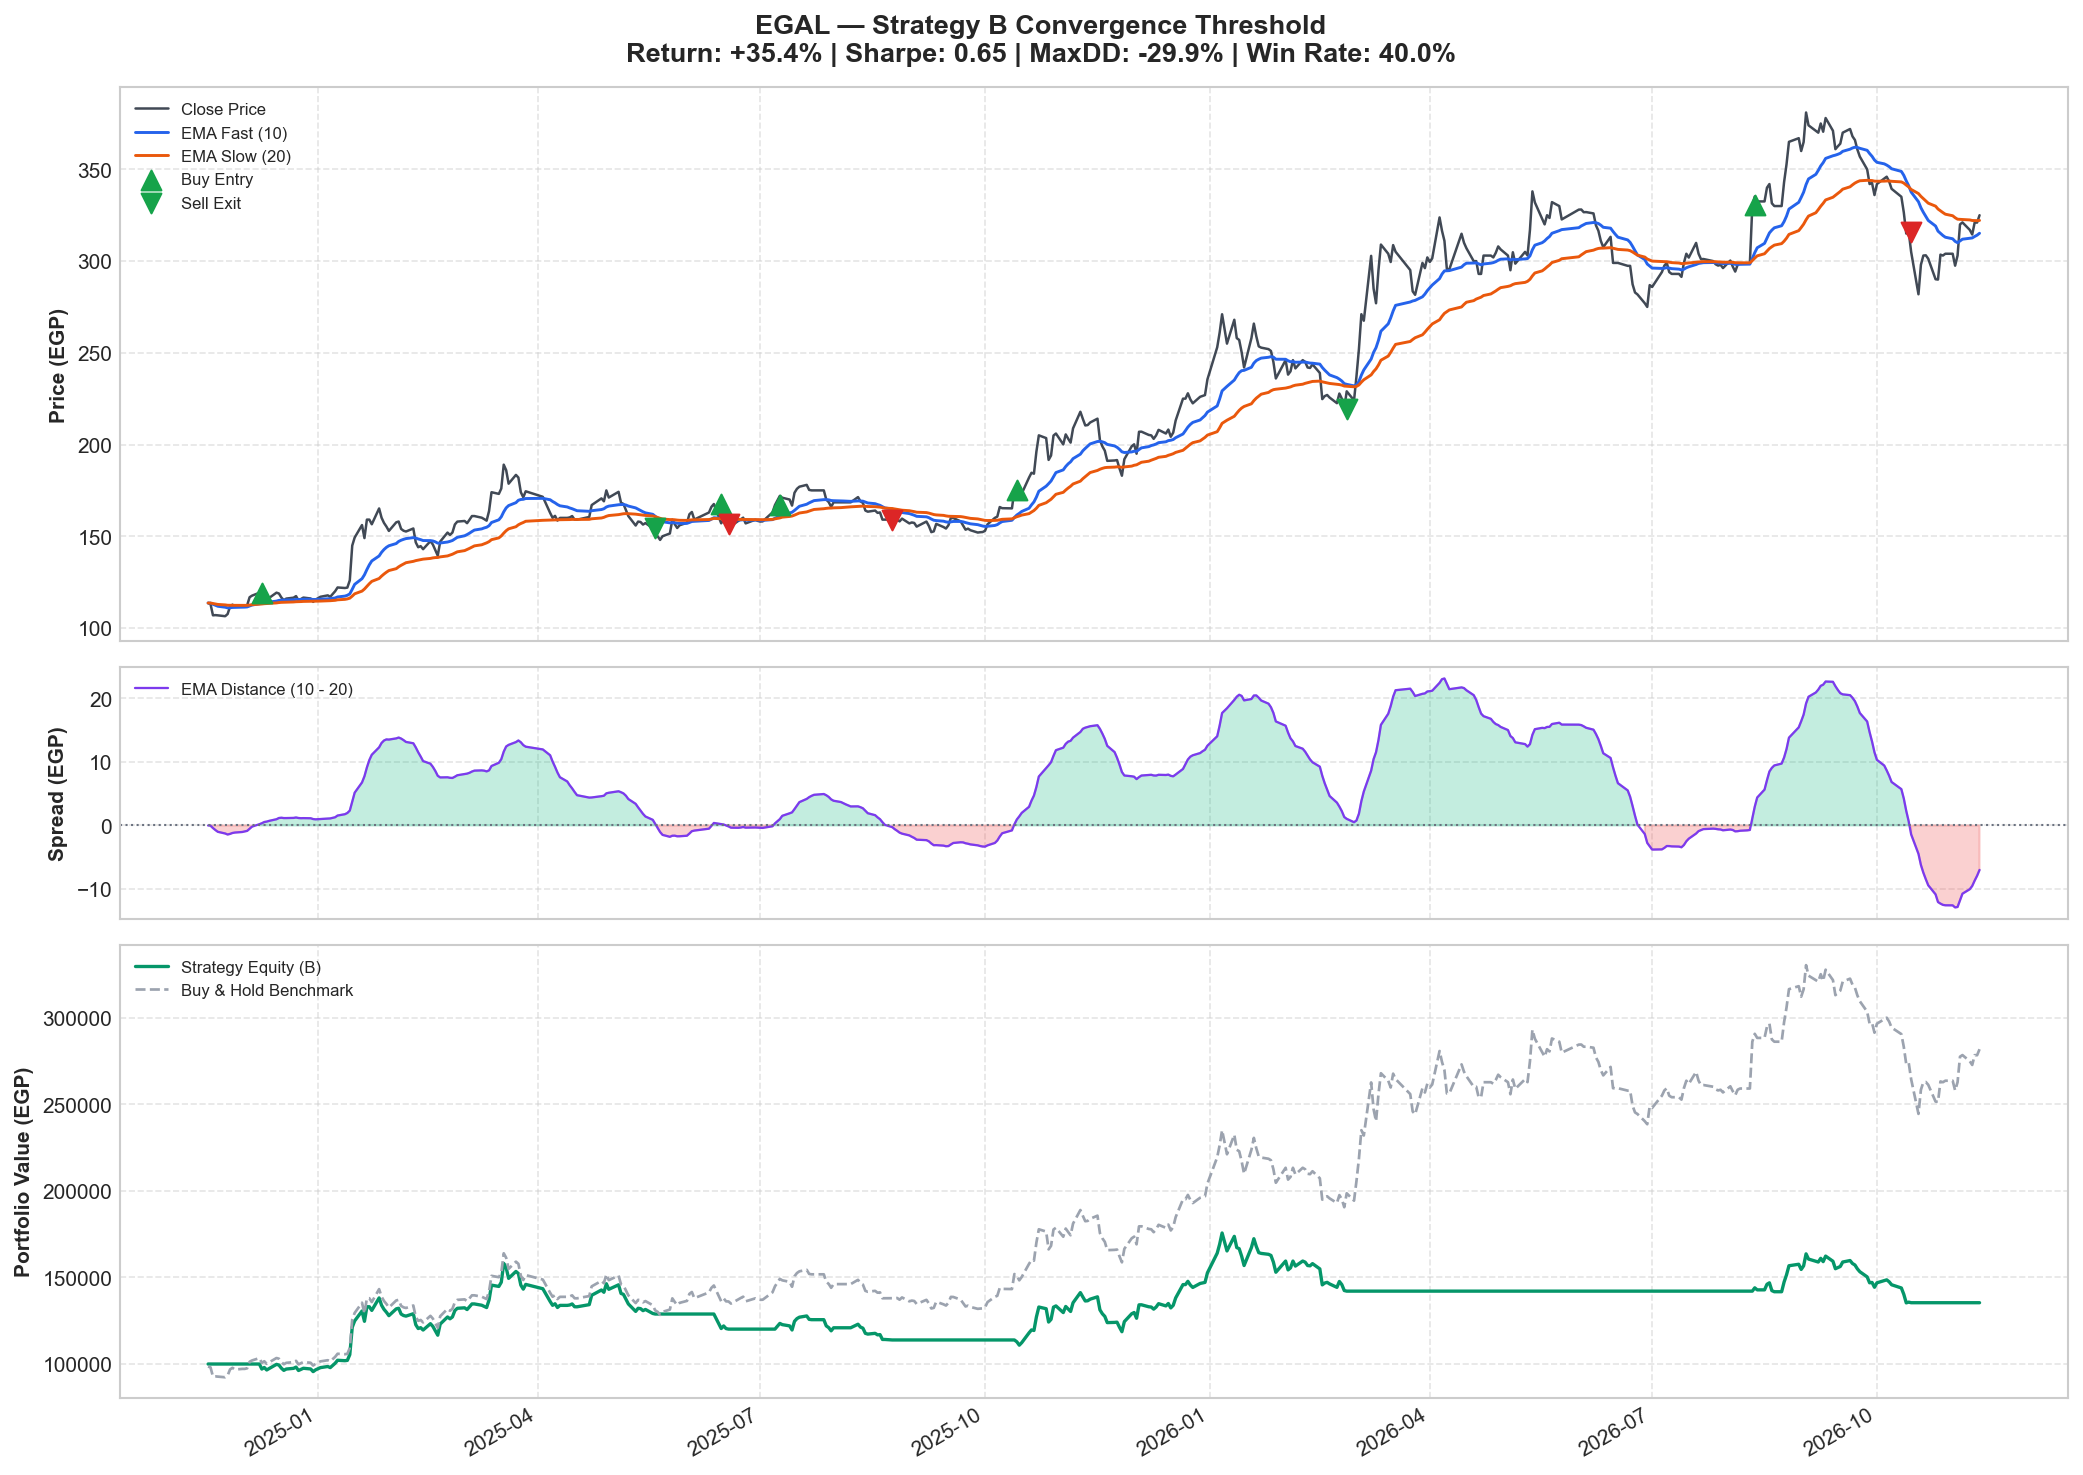 EGAL — Strategy B Convergence Threshold
Return: +35.4% | Sharpe: 0.65 | MaxDD: -29.9% | Win Rate: 40.0%
Close Price
EMA Fast (10)
EMA Slow (20)
Buy Entry
Sell Exit
Price (EGP)
350
300
250
200
150
100
EMA Distance (10 - 20)
Spread (EGP)
20
10
0
−10
Strategy Equity (B)
Buy & Hold Benchmark
Portfolio Value (EGP)
300000
250000
200000
150000
100000
2025-01
2025-04
2025-07
2025-10
2026-01
2026-04
2026-07
2026-10